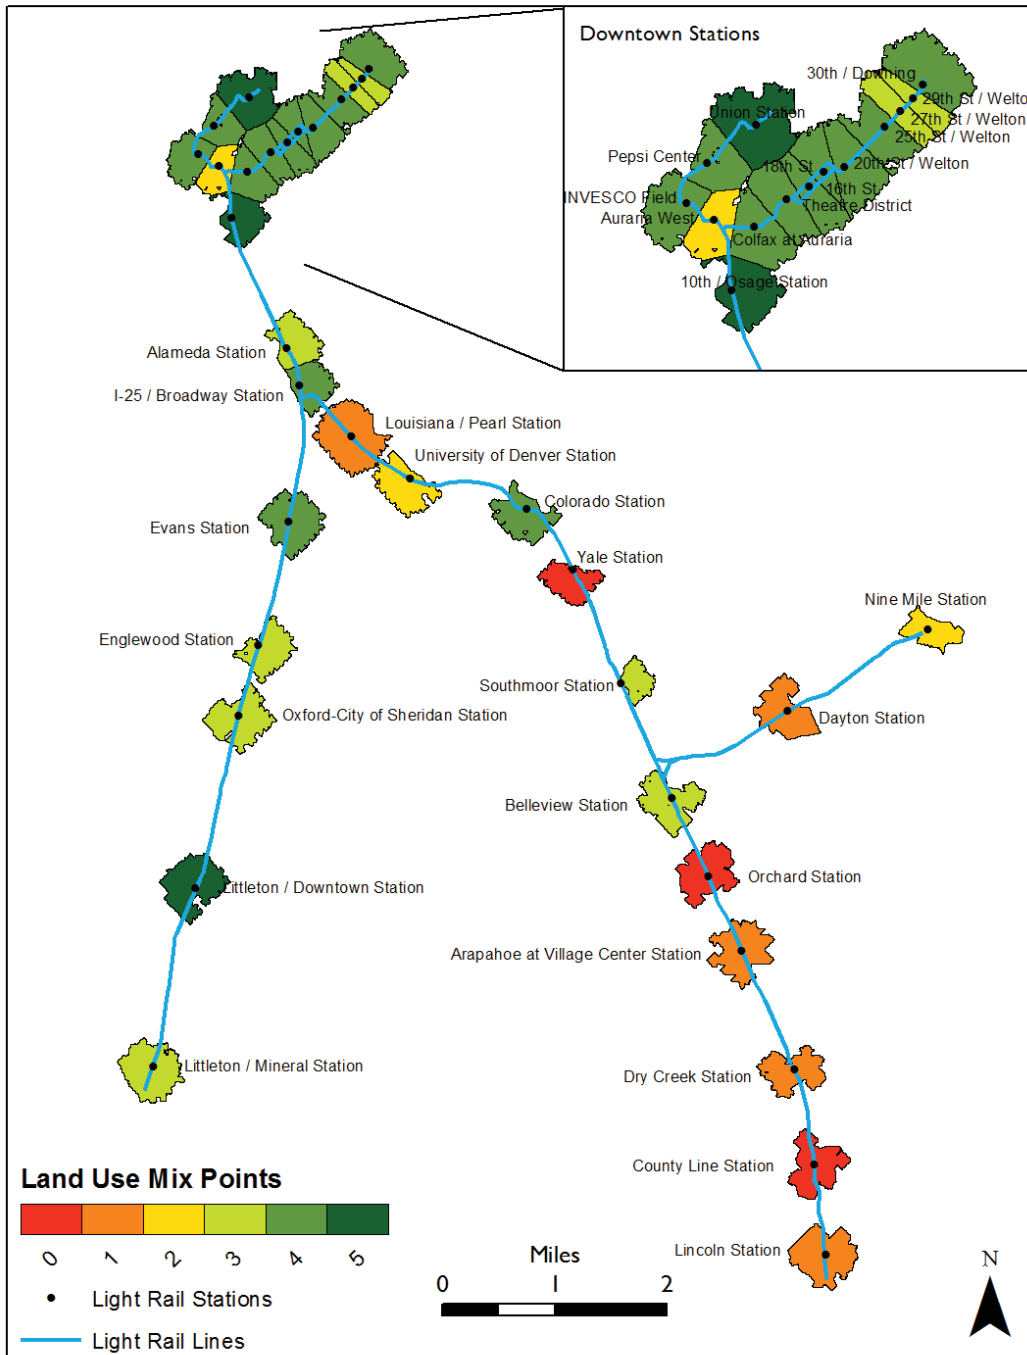 Downtown Stations
30th / Downing
29th St / Welton
Union Station
27th St / Welton
25th St / Welton
Pepsi Center
18th St
20th St / Welton
16th St
INVESCO Field
Theatre District
Auraria West
Colfax at Auraria
10th / Osage Station
Alameda Station
I-25 / Broadway Station
Louisiana / Pearl Station
University of Denver Station
Colorado Station
Evans Station
Yale Station
Nine Mile Station
Englewood Station
Southmoor Station
Oxford-City of Sheridan Station
Dayton Station
Belleview Station
Orchard Station
Littleton / Downtown Station
Arapahoe at Village Center Station
Littleton / Mineral Station
Dry Creek Station
County Line Station
Lincoln Station
Land Use Mix Points
0 1 2 3 4 5
Light Rail Stations
Light Rail Lines
Miles
0 1 2
N